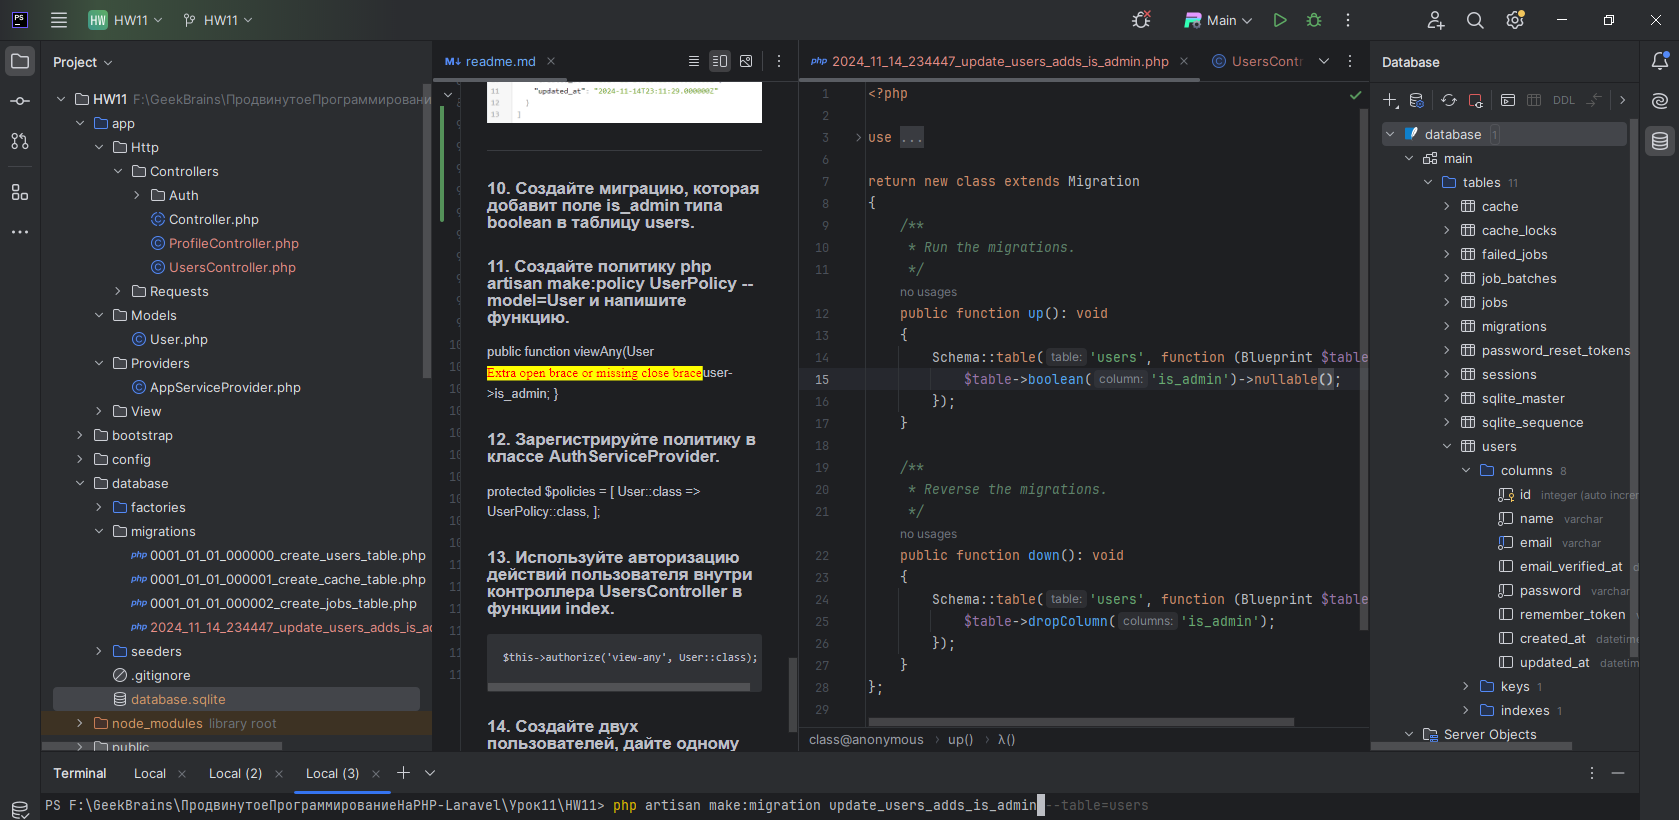 PS
HW
HW11
HW11
Main
Project
HW11 F:\GeekBrains\ПродвинутоеПрограммировани
app
Http
Controllers
Auth
Controller.php
ProfileController.php
UsersController.php
Requests
Models
User.php
Providers
AppServiceProvider.php
View
bootstrap
config
database
factories
migrations
php 0001_01_01_000000_create_users_table.php
php 0001_01_01_000001_create_cache_table.php
php 0001_01_01_000002_create_jobs_table.php
php 2024_11_14_234447_update_users_adds_is_ad
seeders
.gitignore
database.sqlite
node_modules library root
public
M↓ readme.md
11 "updated_at": "2024-11-14T23:11:29.000000Z"
12 }
13 ]
10. Создайте миграцию, которая
добавит поле is_admin типа
boolean в таблицу users.
11. Создайте политику php
artisan make:policy UserPolicy --
model=User и напишите
функцию.
public function viewAny(User
Extra open brace or missing close braceuser-
>is_admin; }
12. Зарегистрируйте политику в
классе AuthServiceProvider.
protected $policies = [ User::class =>
UserPolicy::class, ];
13. Используйте авторизацию
действий пользователя внутри
контроллера UsersController в
функции index.
$this->authorize('view-any', User::class);
14. Создайте двух
пользователей, дайте одному
php 2024_11_14_234447_update_users_adds_is_admin.php
UsersContr
1 <?php
2
3 use ...
6
7 return new class extends Migration
8 {
9 /**
10 * Run the migrations.
11 */
no usages
12 public function up(): void
13 {
14 Schema::table( table: 'users', function (Blueprint $table
15 $table->boolean( column: 'is_admin')->nullable();
16 });
17 }
18
19 /**
20 * Reverse the migrations.
21 */
no usages
22 public function down(): void
23 {
24 Schema::table( table: 'users', function (Blueprint $table
25 $table->dropColumn( columns: 'is_admin');
26 });
27 }
28 };
29
class@anonymous › up() › λ()
Database
DDL
database 1
main
tables 11
cache
cache_locks
failed_jobs
job_batches
jobs
migrations
password_reset_tokens
sessions
sqlite_master
sqlite_sequence
users
columns 8
id integer (auto increr
name varchar
email varchar
email_verified_at d
password varchar
remember_token v
created_at datetime
updated_at datetim
keys 1
indexes 1
Server Objects
Terminal
Local
Local (2)
Local (3)
PS F:\GeekBrains\ПродвинутоеПрограммированиеНаPHP-Laravel\Урок11\HW11> php artisan make:migration update_users_adds_is_admin --table=users